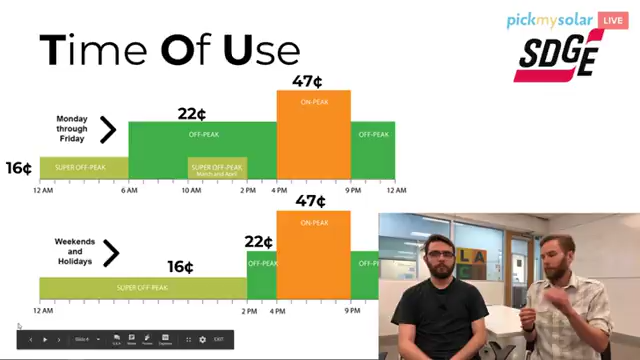 pickmysolar LIVE
Time Of Use
SDGE
47¢
ON-PEAK
Monday
through
Friday
22¢
OFF-PEAK
OFF-PEAK
16¢
SUPER OFF-PEAK
SUPER OFF-PEAK
March and April
12 AM 6 AM 10 AM 2 PM 4 PM 9 PM 12 AM
47¢
ON-PEAK
Weekends
and
Holidays
22¢
16¢
OFF-PEAK
OFF-P
SUPER OFF-PEAK
12 AM 2 PM 4 PM 9 PM
LA
EXIT